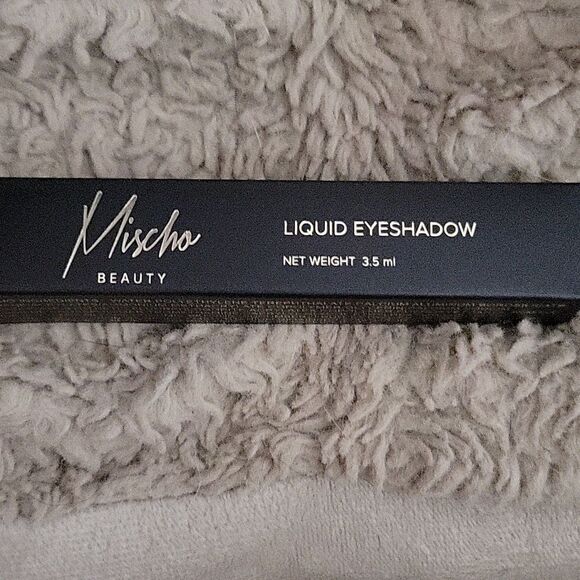 Mischo
BEAUTY
LIQUID EYESHADOW
NET WEIGHT 3.5 ml